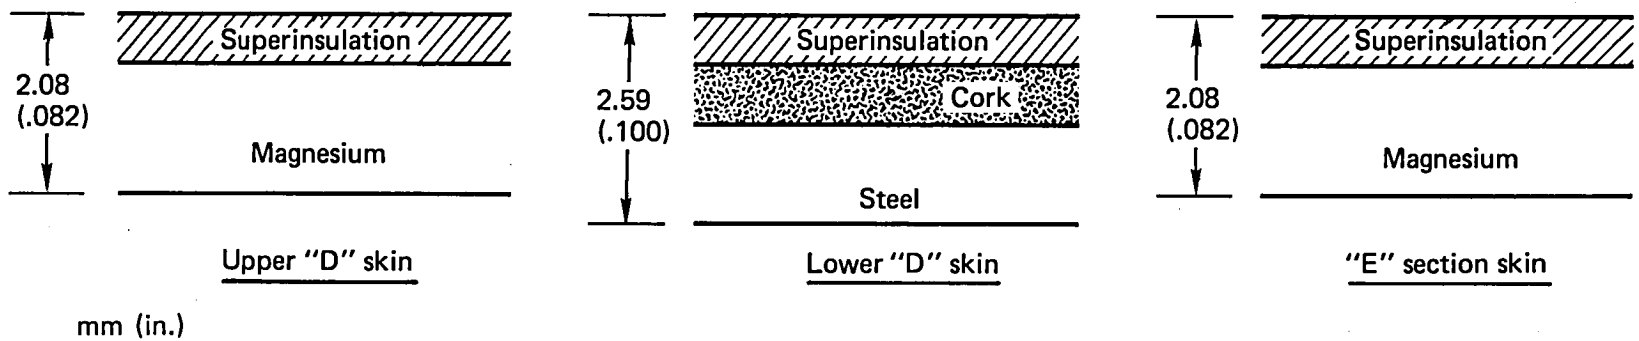 Superinsulation
2.08
(.082)
Magnesium
Upper "D" skin
Superinsulation
Cork
2.59
(.100)
Steel
Lower "D" skin
Superinsulation
2.08
(.082)
Magnesium
"E" section skin
mm (in.)